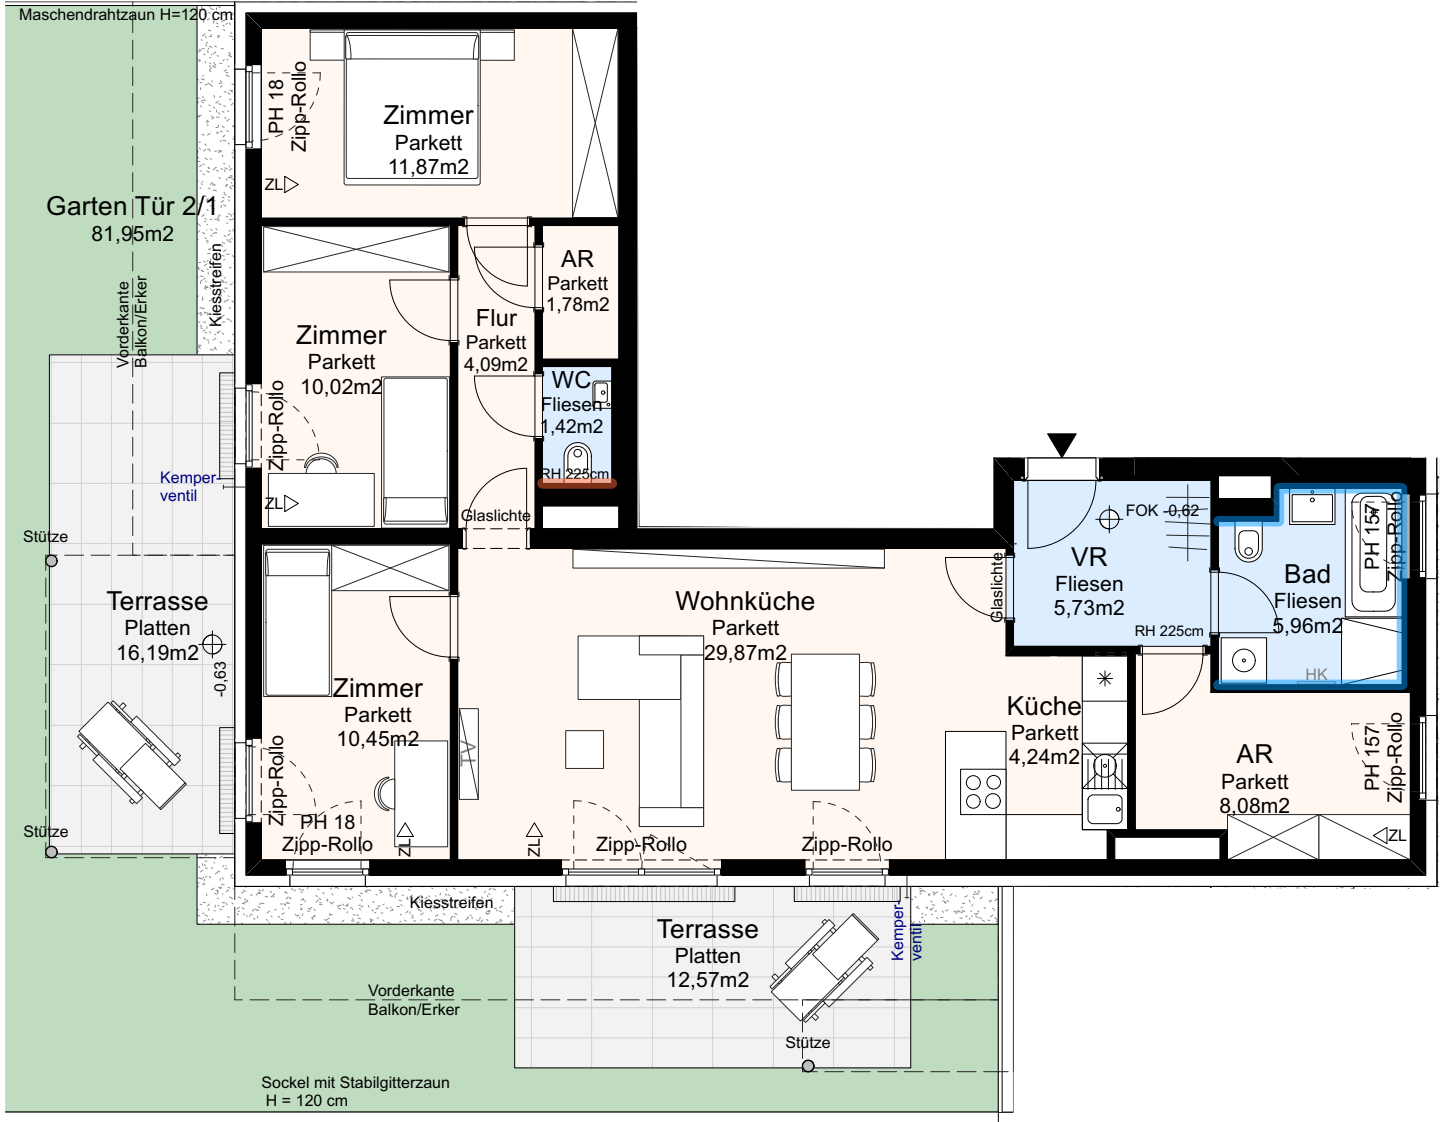 Maschendrahtzaun H=120 cm
PH 18
Zipp-Rollo
Zimmer
Parkett
11,87m2
ZL
Garten Tür 2/1
81,95m2
Kiesstreifen
Vorderkante
Balkon/Erker
AR
Parkett
1,78m2
Flur
Parkett
4,09m2
Zimmer
Parkett
10,02m2
Zipp-Rollo
WC
Fliesen
1,42m2
RH 225cm
Kemper-
ventil
ZL
Glaslichte
Stütze
FOK -0,62
VR
Fliesen
5,73m2
Glaslichte
RH 225cm
Bad
Fliesen
5,96m2
HK
PH 157
Zipp-Rollo
Terrasse
Platten
16,19m2
-0,63
Wohnküche
Parkett
29,87m2
Zimmer
Parkett
10,45m2
TV
Küche
Parkett
4,24m2
AR
Parkett
8,08m2
PH 157
Zipp-Rollo
ZL
Zipp-Rollo
PH 18
Zipp-Rollo
ZL
ZL
Zipp-Rollo
Zipp-Rollo
Stütze
Kiesstreifen
Terrasse
Platten
12,57m2
Kemper-
ventil
Vorderkante
Balkon/Erker
Stütze
Sockel mit Stabilgitterzaun
H = 120 cm